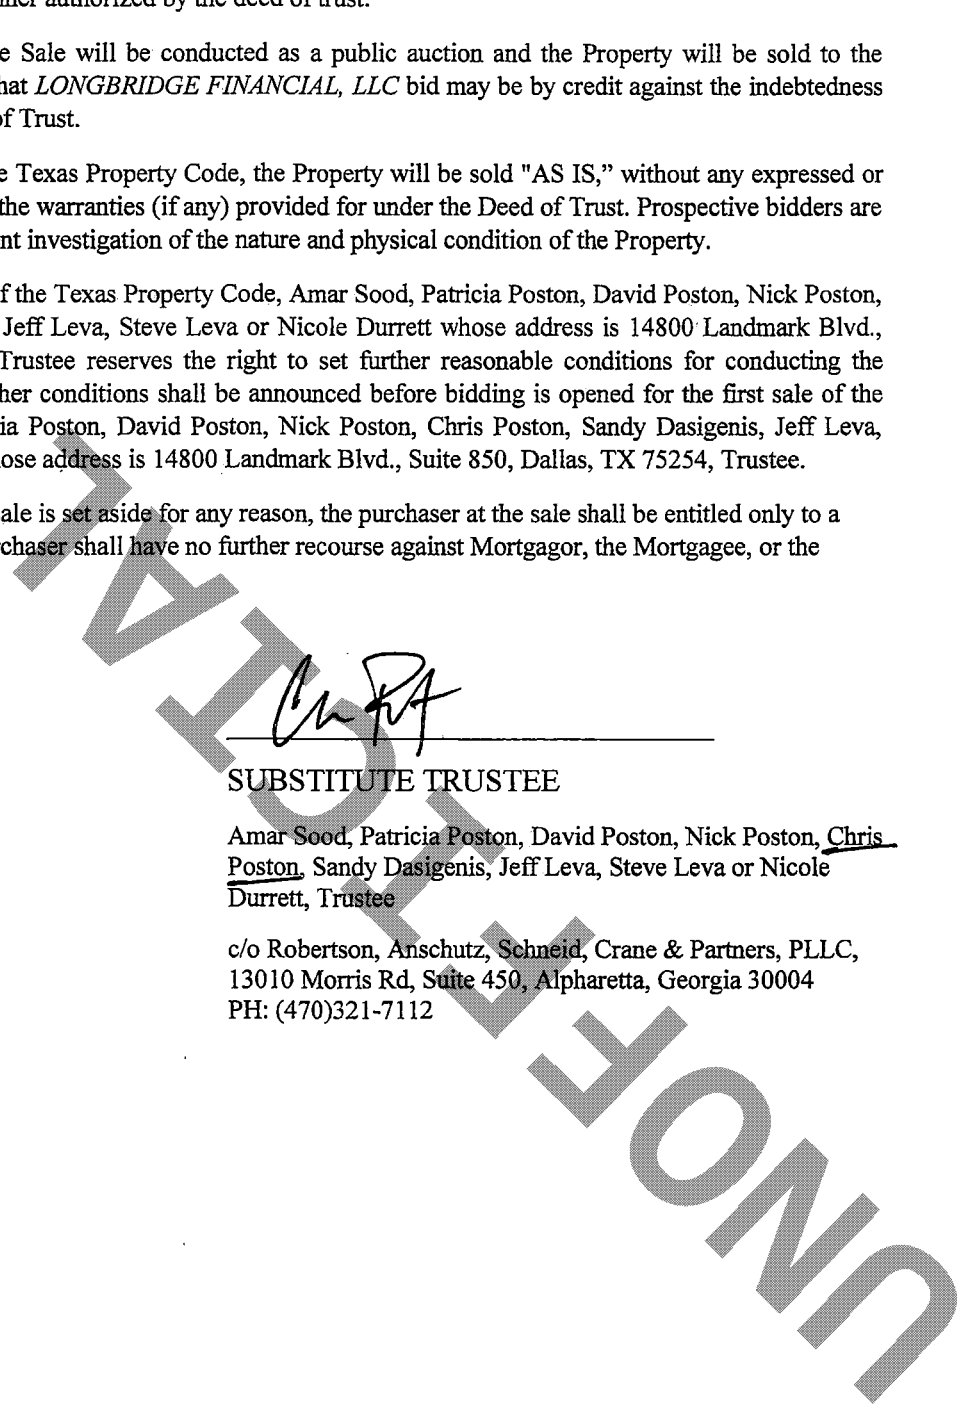 ner authorized by the deed of trust.
e Sale will be conducted as a public auction and the Property will be sold to the
hat LONGBRIDGE FINANCIAL, LLC bid may be by credit against the indebtedness
of Trust.
e Texas Property Code, the Property will be sold "AS IS,” without any expressed or
the warranties (if any) provided for under the Deed of Trust. Prospective bidders are
nt investigation of the nature and physical condition of the Property.
f the Texas Property Code, Amar Sood, Patricia Poston, David Poston, Nick Poston,
Jeff Leva, Steve Leva or Nicole Durrett whose address is 14800 Landmark Blvd.,
Trustee reserves the right to set further reasonable conditions for conducting the
her conditions shall be announced before bidding is opened for the first sale of the
ia Poston, David Poston, Nick Poston, Chris Poston, Sandy Dasigenis, Jeff Leva,
ose address is 14800 Landmark Blvd., Suite 850, Dallas, TX 75254, Trustee.
ale is set aside for any reason, the purchaser at the sale shall be entitled only to a
rchaser shall have no further recourse against Mortgagor, the Mortgagee, or the
SUBSTITUTE TRUSTEE
Amar Sood, Patricia Poston, David Poston, Nick Poston, Chris
Poston, Sandy Dasigenis, Jeff Leva, Steve Leva or Nicole
Durrett, Trustee
c/o Robertson, Anschutz, Schneid, Crane & Partners, PLLC,
13010 Morris Rd, Suite 450, Alpharetta, Georgia 30004
PH: (470)321-7112
UNOFFICIAL